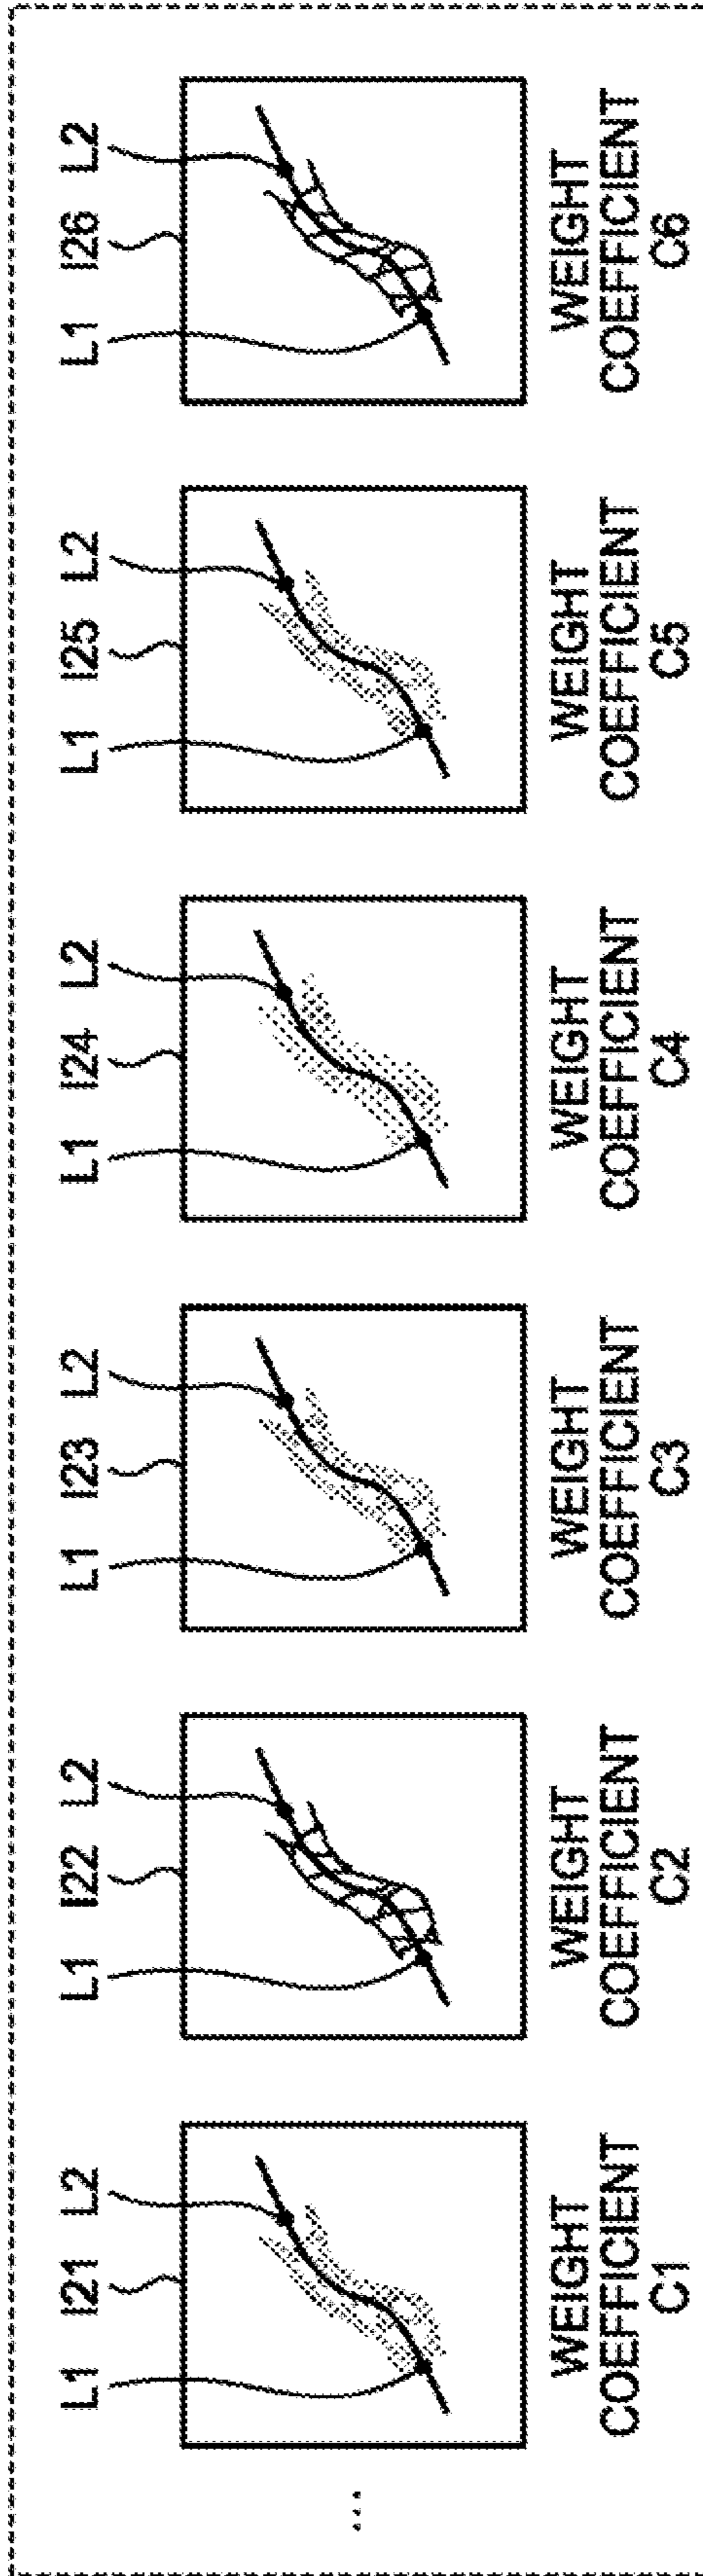 ...
L1 I21 L2
WEIGHT
COEFFICIENT
C1
L1 I22 L2
WEIGHT
COEFFICIENT
C2
L1 I23 L2
WEIGHT
COEFFICIENT
C3
L1 I24 L2
WEIGHT
COEFFICIENT
C4
L1 I25 L2
WEIGHT
COEFFICIENT
C5
L1 I26 L2
WEIGHT
COEFFICIENT
C6